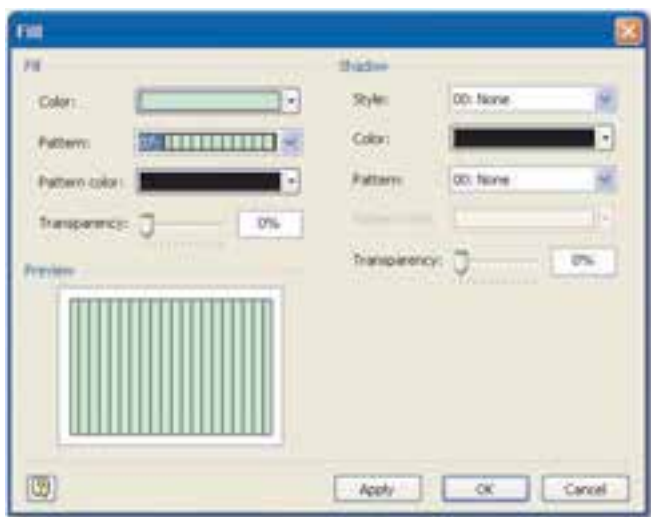 Fill
Fill
Color:
Pattern:
Pattern color:
Transparency: 0%
Preview
Shadow
Style: 00: None
Color:
Pattern: 00: None
Transparency: 0%
Apply
OK
Cancel